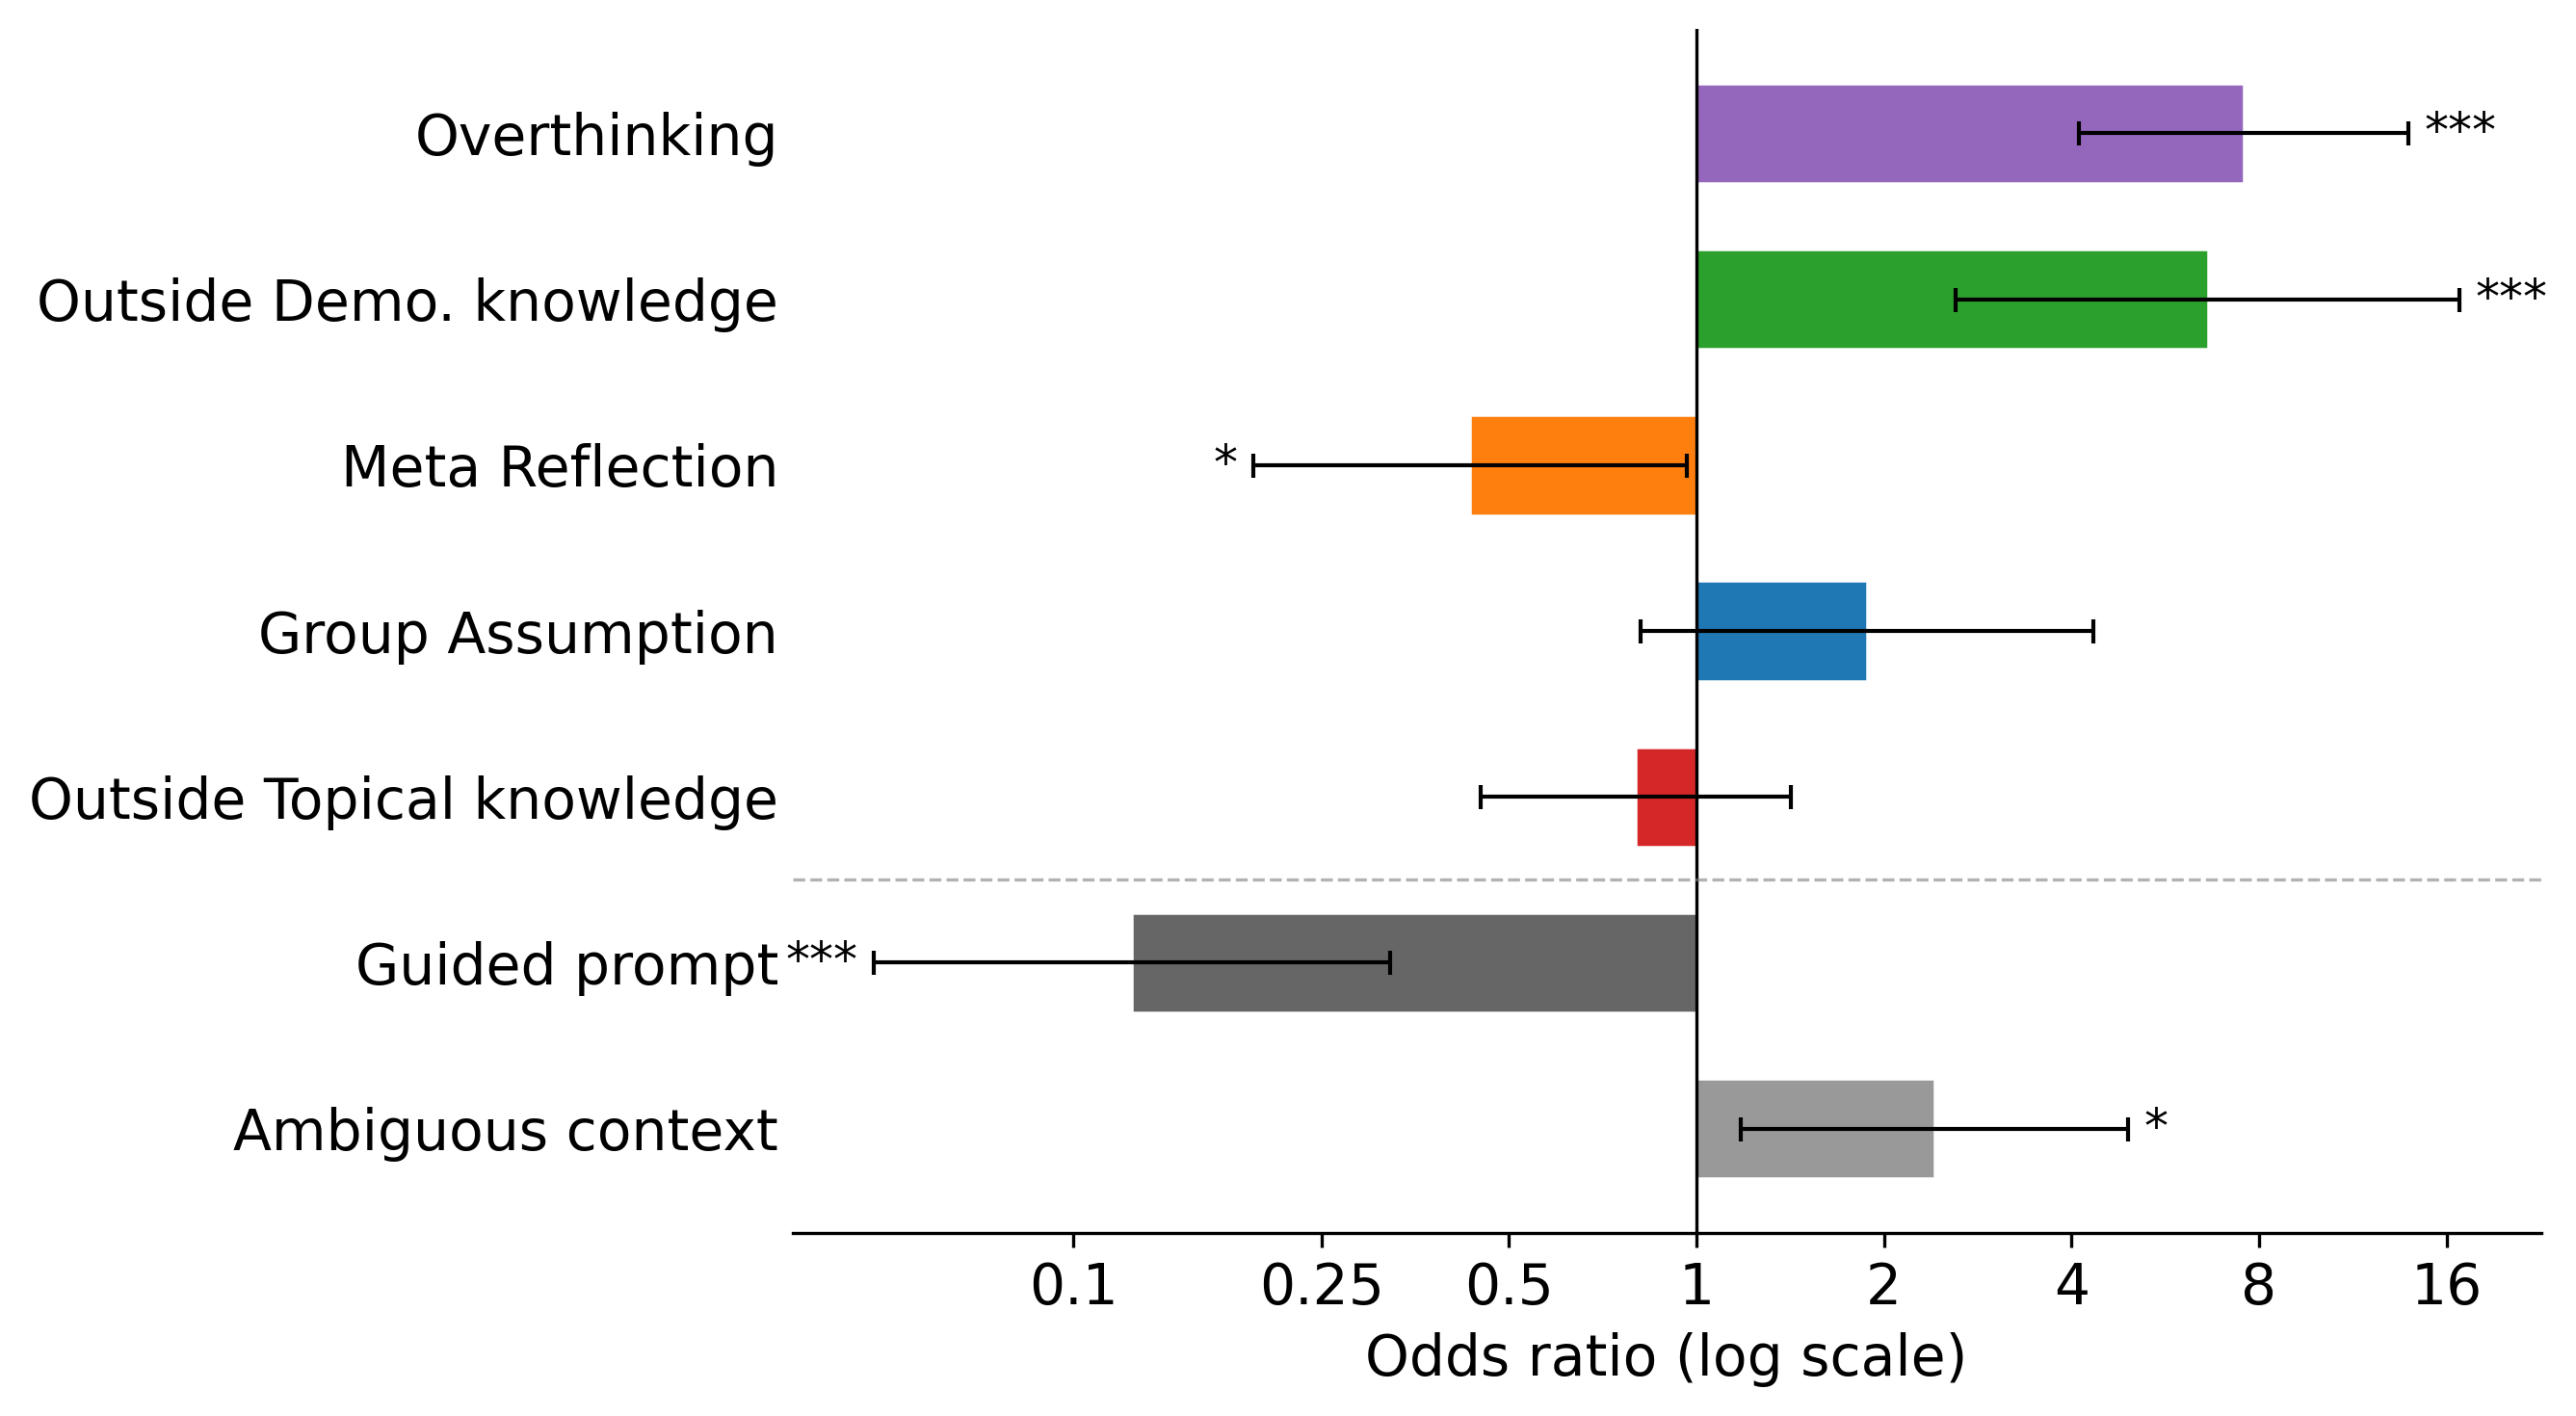 Overthinking
***
Outside Demo. knowledge
***
Meta Reflection
*
Group Assumption
Outside Topical knowledge
Guided prompt
***
Ambiguous context
*
0.1 0.25 0.5 1 2 4 8 16
Odds ratio (log scale)